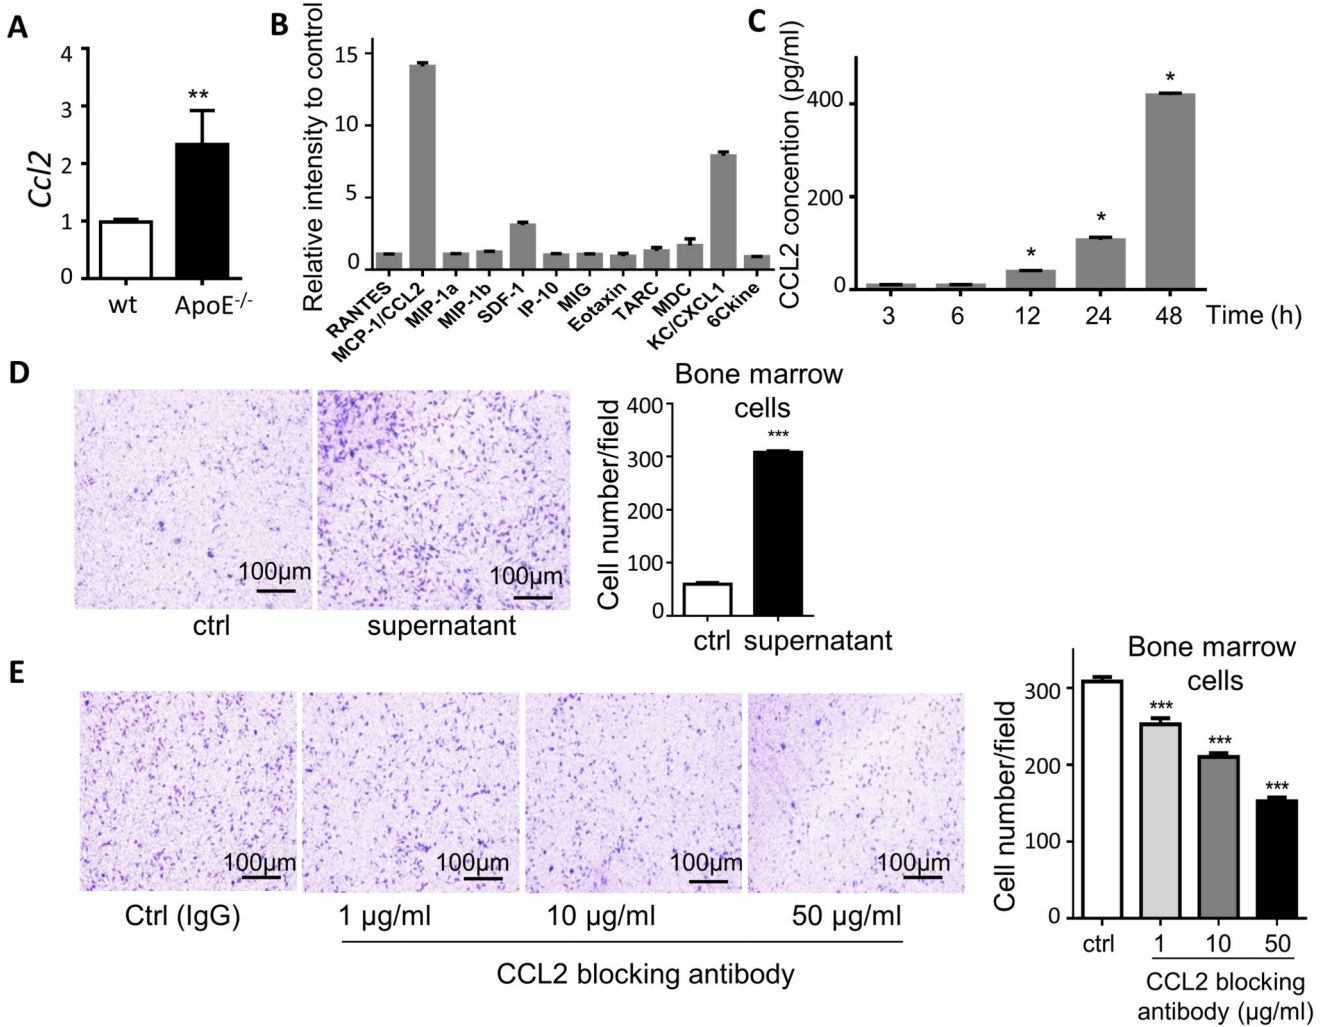 A
Ccl2
4
3
2
1
0
**
wt
ApoE-/-
B
Relative intensity to control
15
10
5
0
RANTES
MCP-1/CCL2
MIP-1a
MIP-1b
SDF-1
IP-10
MIG
Eotaxin
TARC
MDC
KC/CXCL1
6Ckine
C
CCL2 concention (pg/ml)
400
200
0
*
*
*
3 6 12 24 48 Time (h)
D
100μm
100μm
ctrl
supernatant
Bone marrow
cells
Cell number/field
400
300
200
100
0
***
ctrl supernatant
E
100μm
100μm
100μm
100μm
Ctrl (IgG)
1 μg/ml
10 μg/ml
50 μg/ml
CCL2 blocking antibody
Bone marrow
cells
Cell number/field
300
200
100
0
***
***
***
ctrl 1 10 50
CCL2 blocking
antibody (μg/ml)